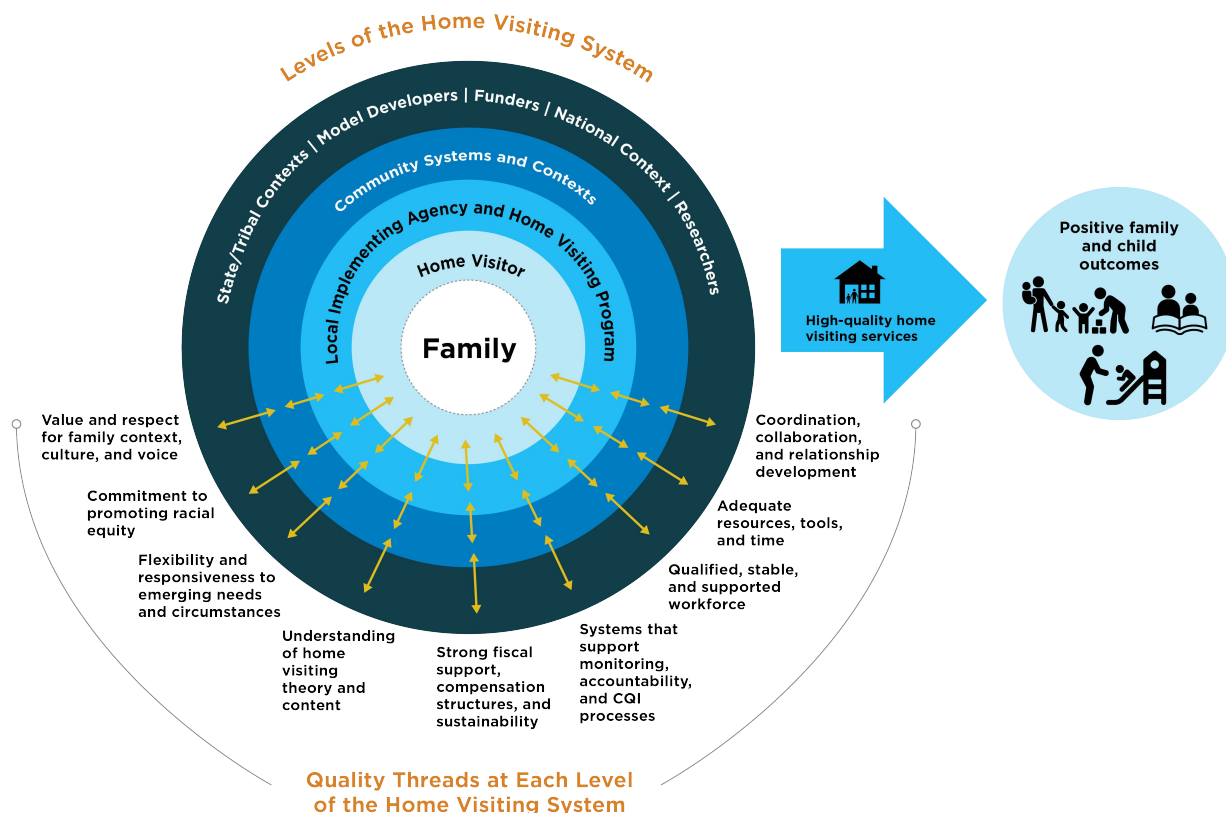 Levels of the Home Visiting System
State/Tribal Contexts | Model Developers | Funders | National Context | Researchers
Community Systems and Contexts
Local Implementing Agency and Home Visiting Program
Home Visitor
Family
High-quality home
visiting services
Positive family
and child
outcomes
Value and respect
for family context,
culture, and voice
Commitment to
promoting racial
equity
Flexibility and
responsiveness to
emerging needs
and circumstances
Understanding
of home
visiting
theory and
content
Strong fiscal
support,
compensation
structures, and
sustainability
Systems that
support
monitoring,
accountability,
and CQI
processes
Qualified, stable,
and supported
workforce
Adequate
resources, tools,
and time
Coordination,
collaboration,
and relationship
development
Quality Threads at Each Level
of the Home Visiting System